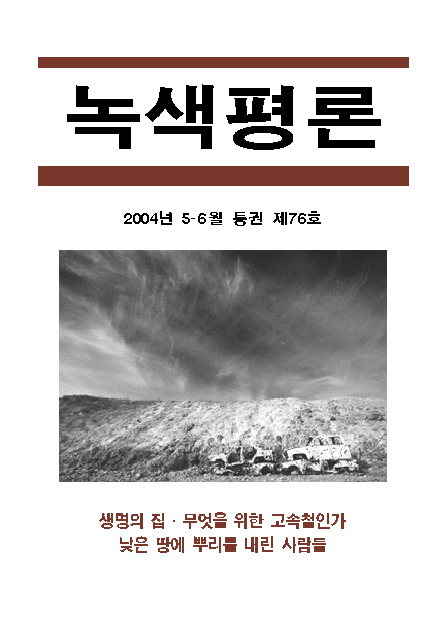 녹색평론
2004년 5-6월 통권 제76호
생명의 집 · 무엇을 위한 고속철인가
낮은 땅에 뿌리를 내린 사람들